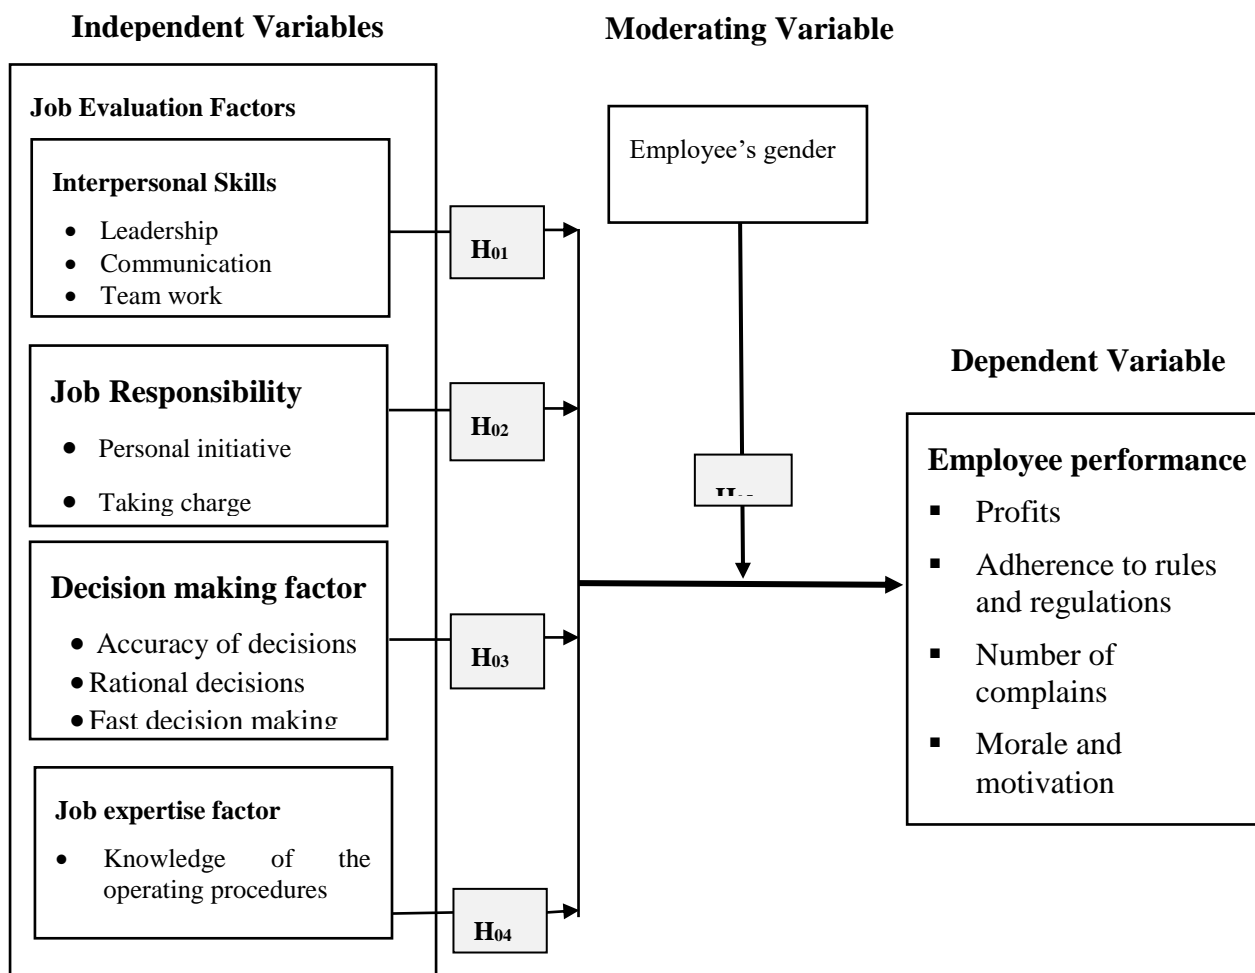 Independent Variables
Moderating Variable
Job Evaluation Factors
Interpersonal Skills
• Leadership
• Communication
• Team work
H01
Employee’s gender
Job Responsibility
• Personal initiative
• Taking charge
H02
Decision making factor
• Accuracy of decisions
• Rational decisions
• Fast decision making
H03
Job expertise factor
• Knowledge of the
operating procedures
H04
Dependent Variable
Employee performance
▪ Profits
▪ Adherence to rules
and regulations
▪ Number of
complains
▪ Morale and
motivation